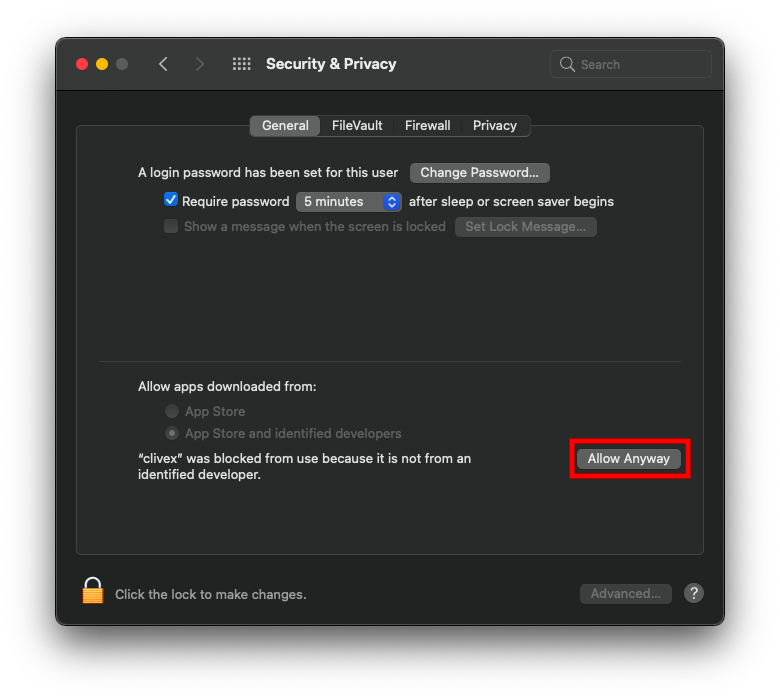 Security & Privacy
Search
General FileVault Firewall Privacy
A login password has been set for this user Change Password...
Require password 5 minutes after sleep or screen saver begins
Show a message when the screen is locked Set Lock Message...
Allow apps downloaded from:
App Store
App Store and identified developers
“clivex” was blocked from use because it is not from an
identified developer.
Allow Anyway
Click the lock to make changes.
Advanced... ?